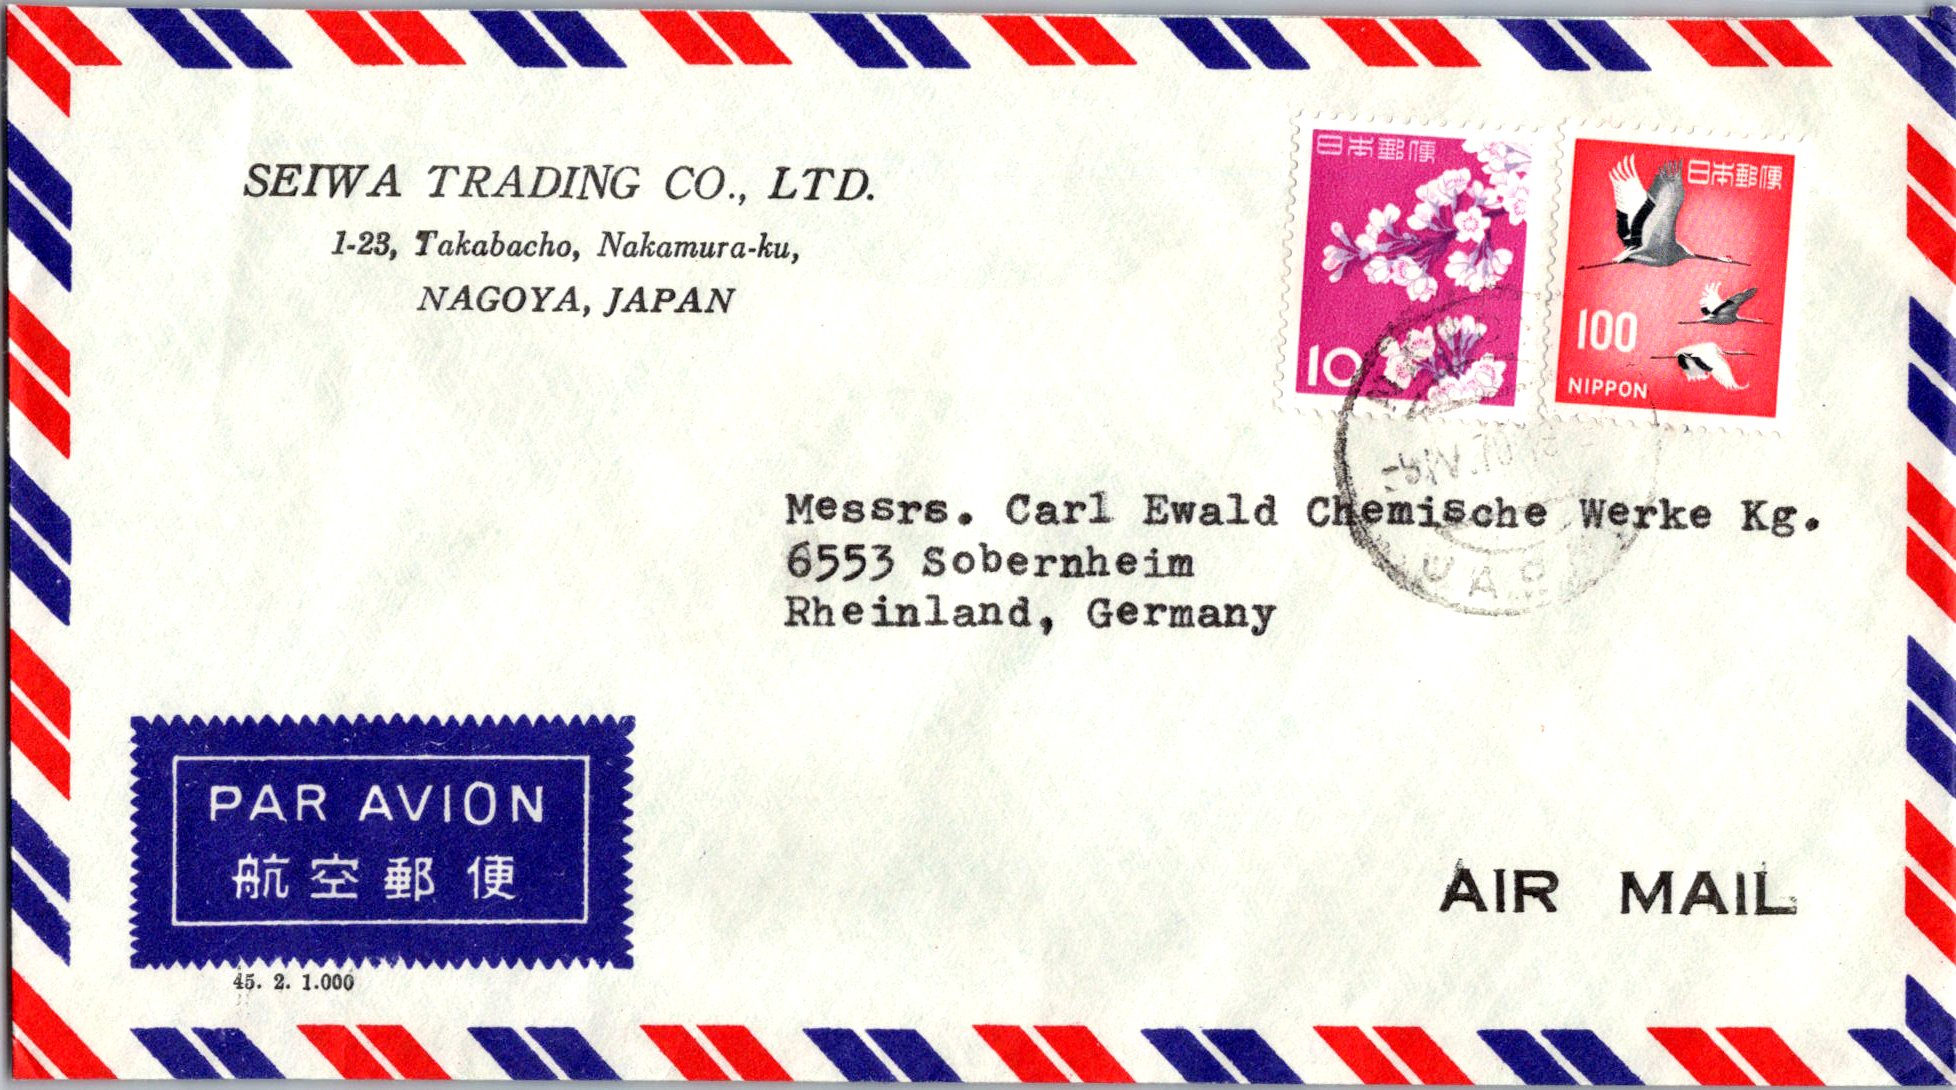 SEIWA TRADING CO., LTD.
1-23, Takabacho, Nakamura-ku,
NAGOYA, JAPAN
日本郵便
10
日本郵便
100
NIPPON
Messrs. Carl Ewald Chemische Werke Kg.
6553 Sobernheim
Rheinland, Germany
PAR AVION
航空郵便
45. 2. 1.000
AIR MAIL